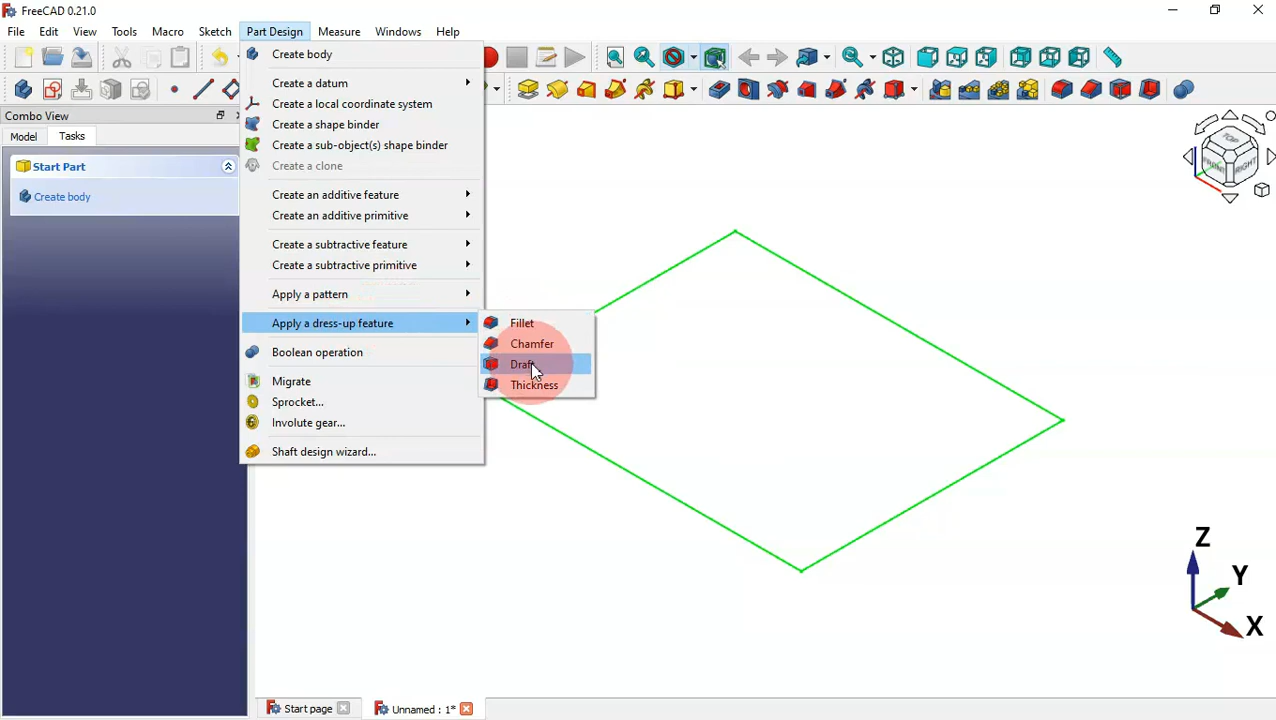 FreeCAD 0.21.0
File Edit View Tools Macro Sketch Part Design Measure Windows Help
Create body
Create a datum
Create a local coordinate system
Create a shape binder
Create a sub-object(s) shape binder
Create a clone
Create an additive feature
Create an additive primitive
Create a subtractive feature
Create a subtractive primitive
Apply a pattern
Apply a dress-up feature
Boolean operation
Migrate
Sprocket...
Involute gear...
Shaft design wizard...
Fillet
Chamfer
Draft
Thickness
Combo View
Model Tasks
Start Part
Create body
TOP
FRONT RIGHT
Z
Y
X
Start page Unnamed : 1*